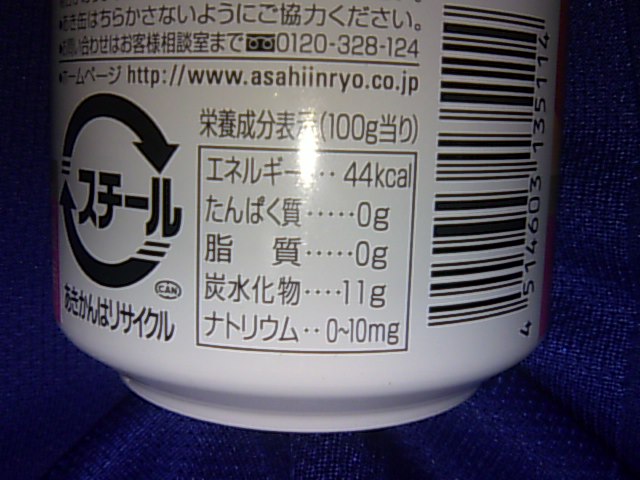 あき缶はちらかさないようにご協力ください。
●お問い合わせはお客様相談室まで 0120-328-124
●ホームページ http://www.asahiinryo.co.jp
栄養成分表示(100g当り)
エネルギー‥44kcal
たんぱく質‥‥‥0g
脂　質‥‥‥0g
炭水化物‥‥11g
ナトリウム‥0~10mg
スチール
CAN
あきかんはリサイクル
4 514603 135114